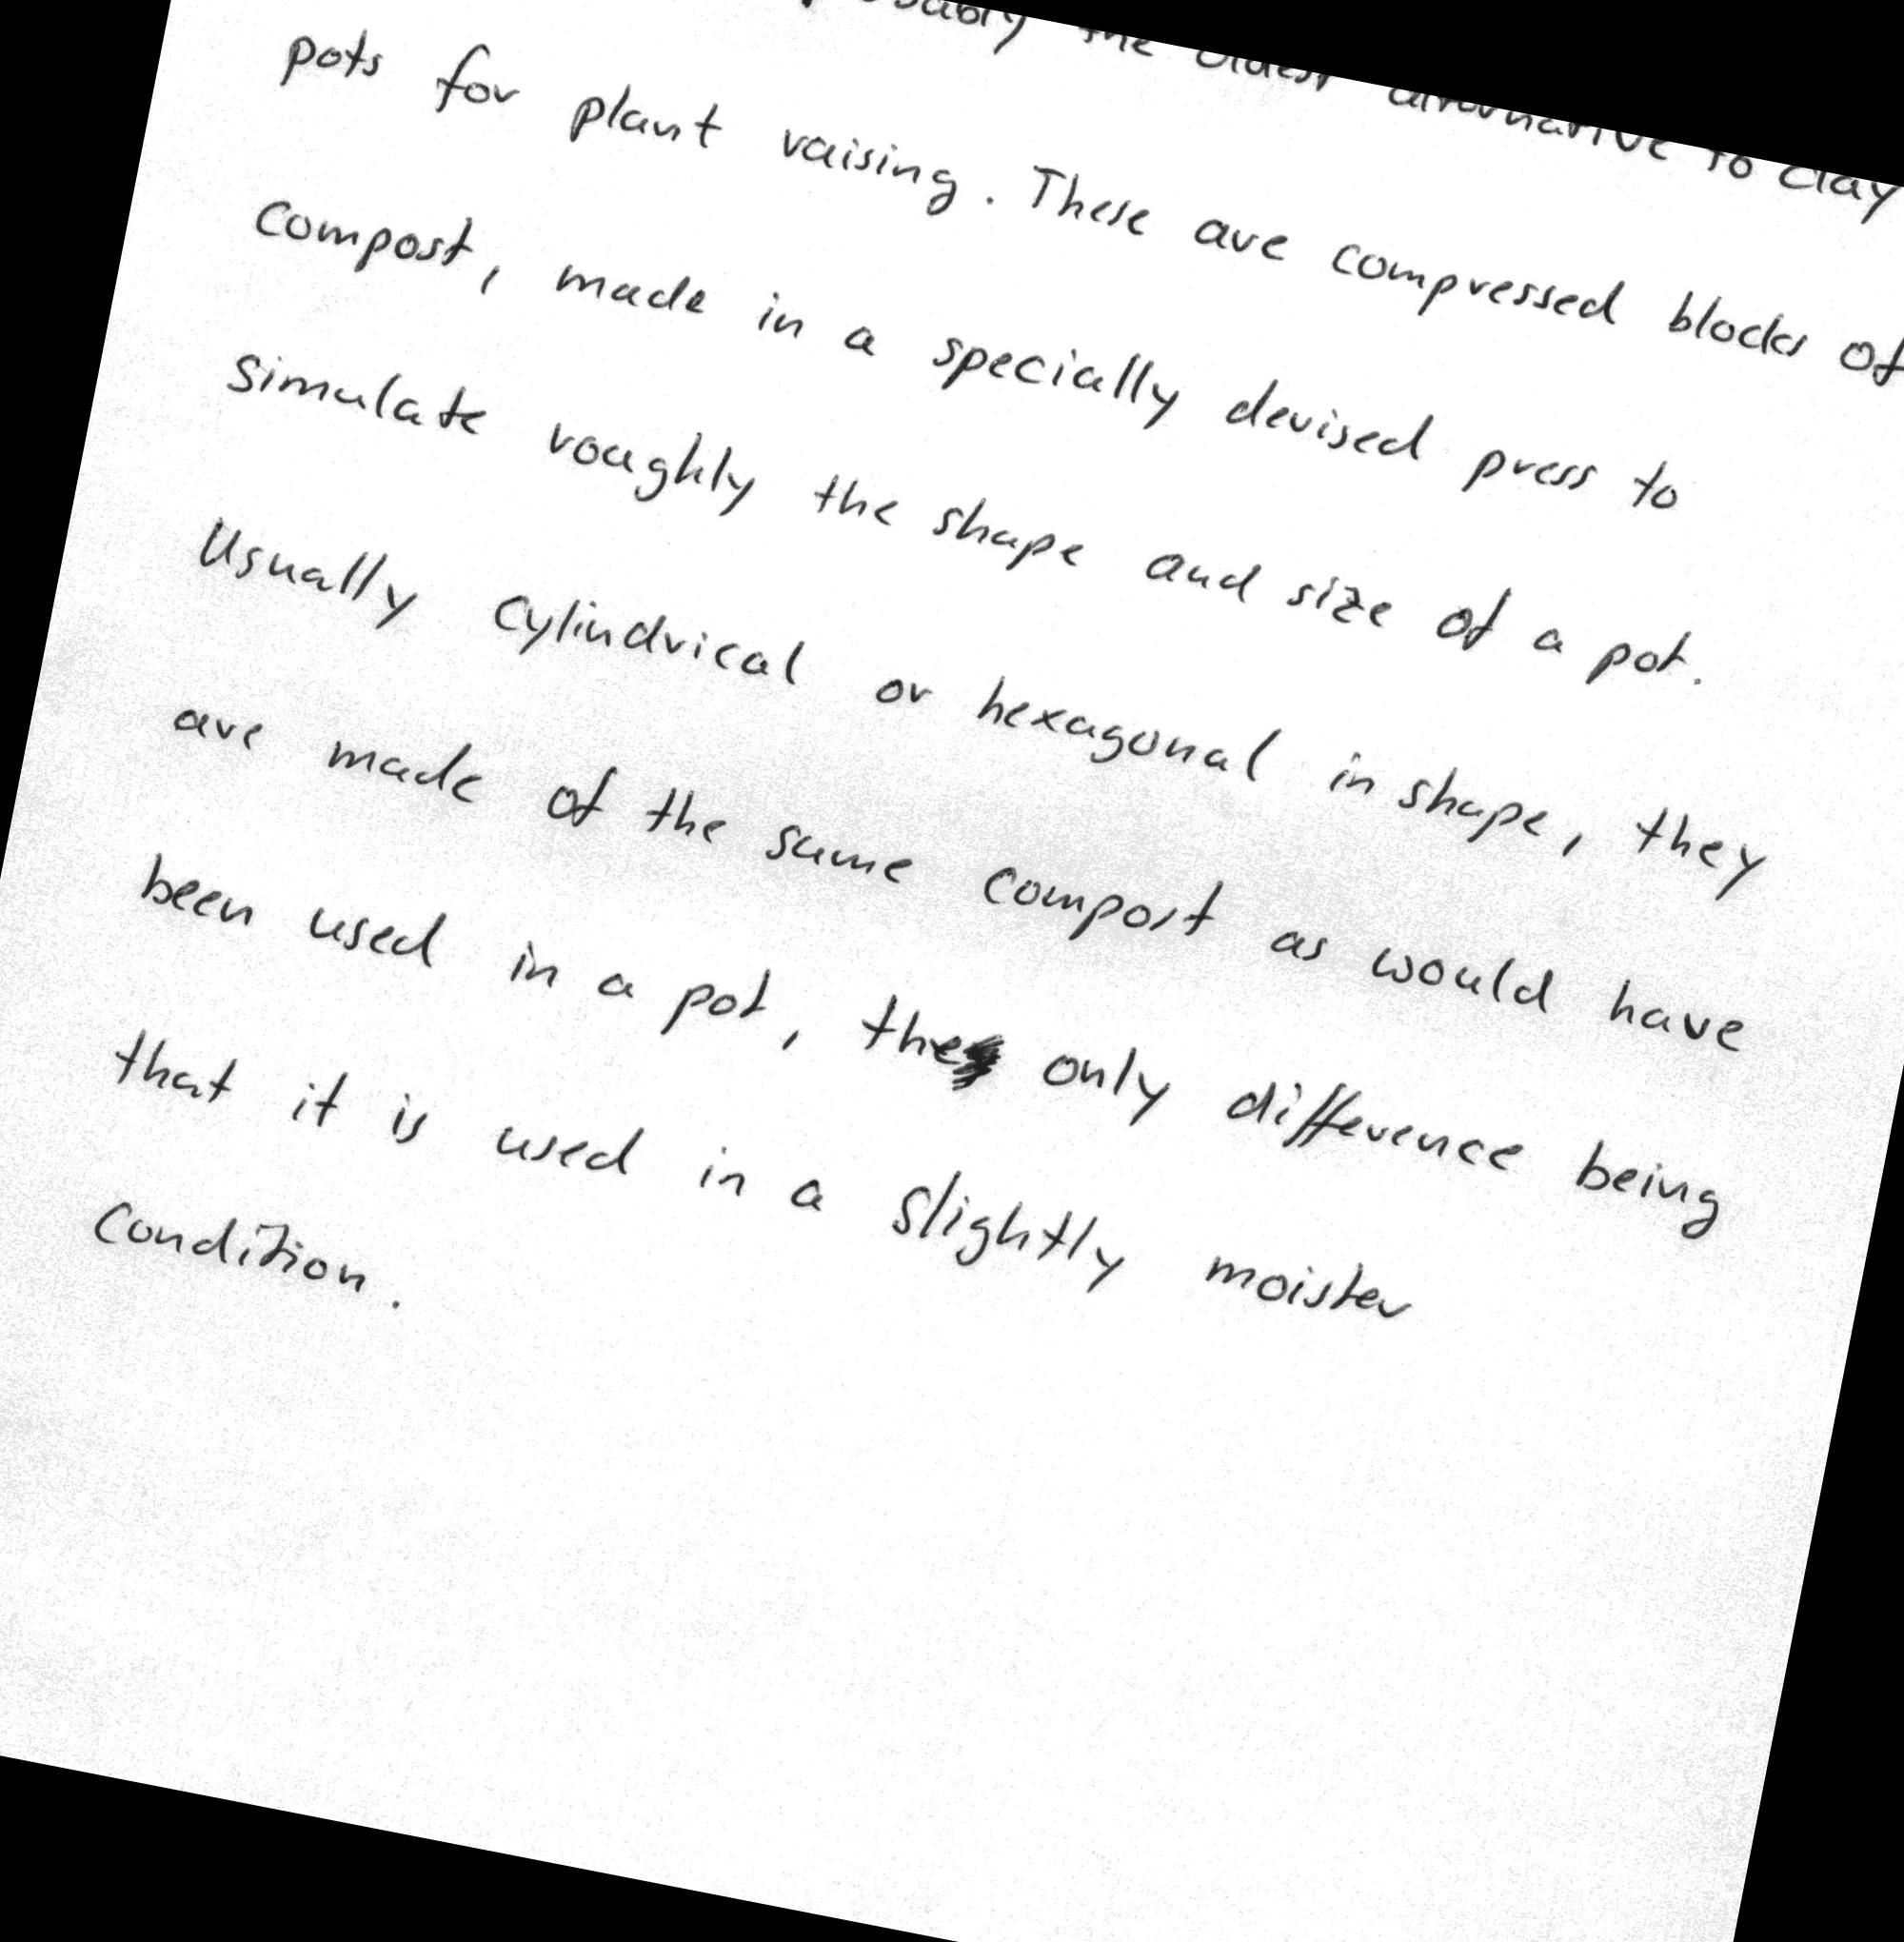 probably the oldest alternative to clay
pots for plant raising. These are compressed blocks of
compost, made in a specially devised press to
simulate roughly the shape and size of a pot.
Usually cylindrical or hexagonal in shape, they
are made of the same compost as would have
been used in a pot, the only difference being
that it is used in a slightly moister
condition.